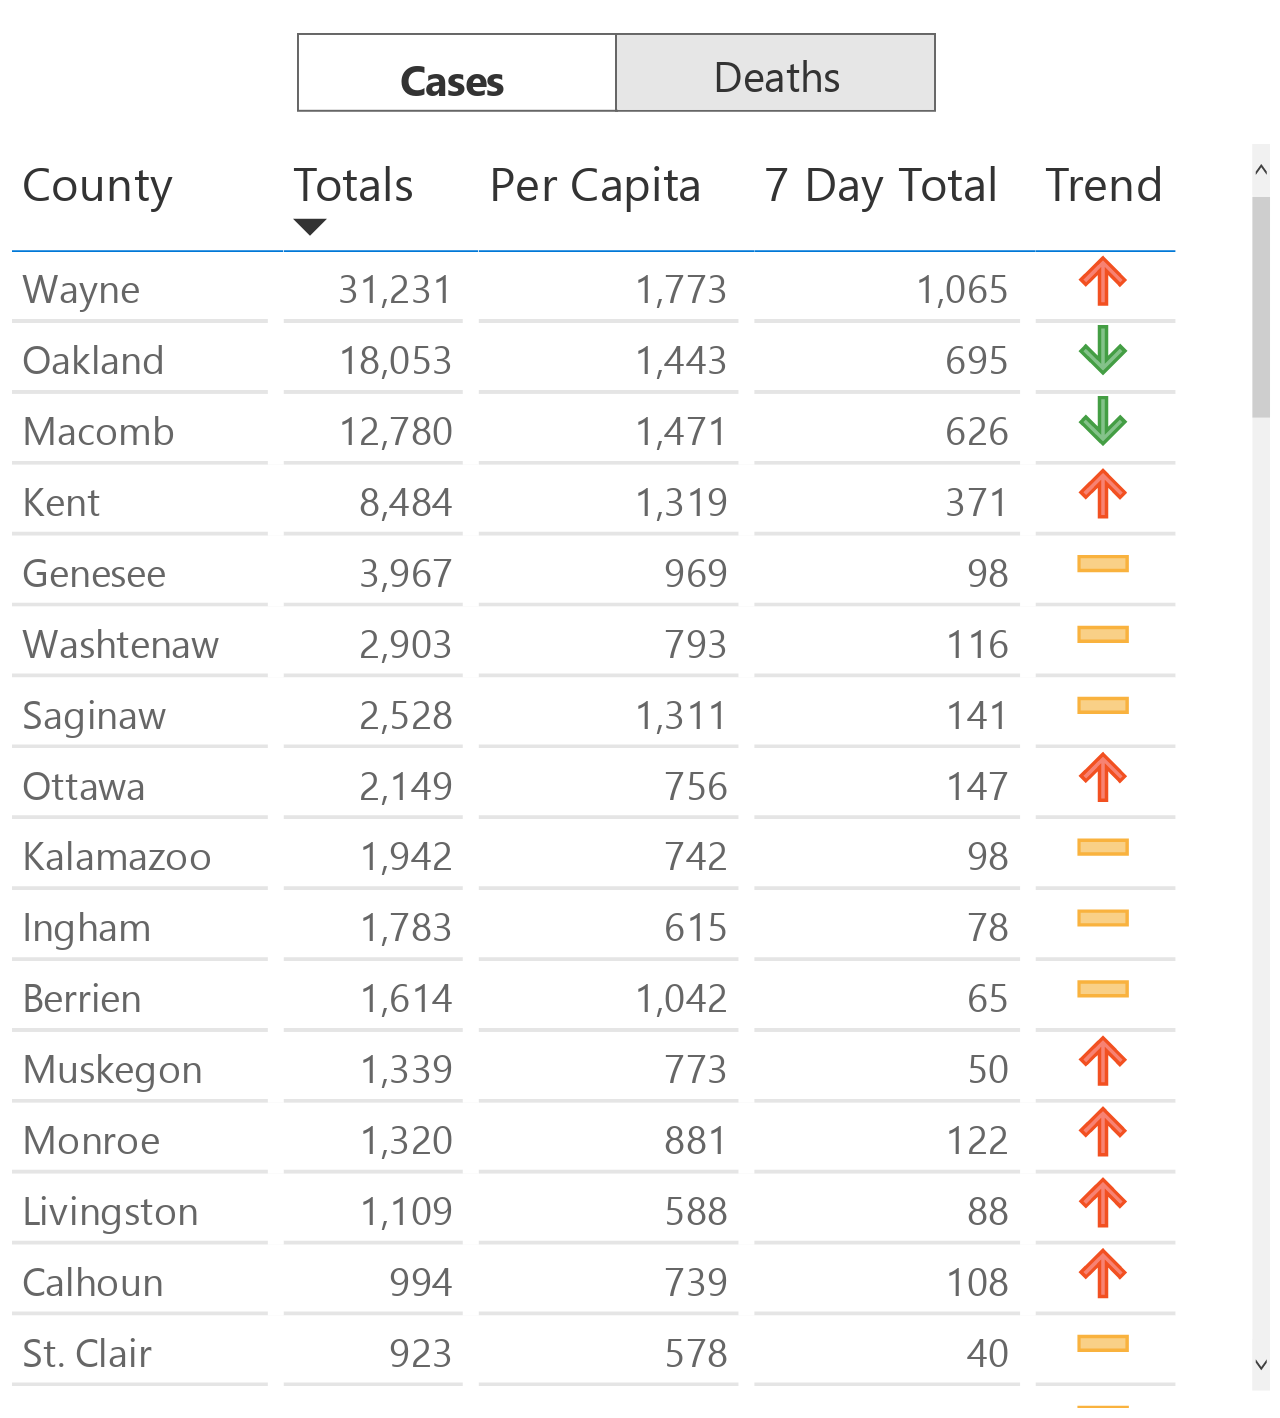 Cases Deaths
County Totals Per Capita 7 Day Total Trend
Wayne 31,231 1,773 1,065
Oakland 18,053 1,443 695
Macomb 12,780 1,471 626
Kent 8,484 1,319 371
Genesee 3,967 969 98
Washtenaw 2,903 793 116
Saginaw 2,528 1,311 141
Ottawa 2,149 756 147
Kalamazoo 1,942 742 98
Ingham 1,783 615 78
Berrien 1,614 1,042 65
Muskegon 1,339 773 50
Monroe 1,320 881 122
Livingston 1,109 588 88
Calhoun 994 739 108
St. Clair 923 578 40